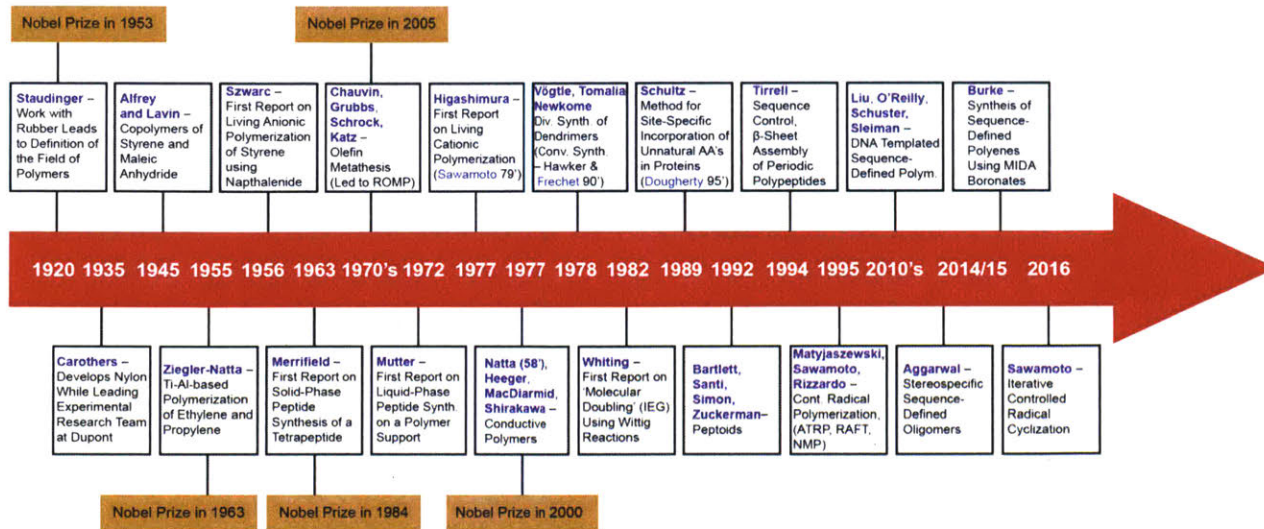 Nobel Prize in 1953
Nobel Prize in 2005
Staudinger –
Work with
Rubber Leads
to Definition of
the Field of
Polymers
Alfrey
and Lavin –
Copolymers of
Styrene and
Maleic
Anhydride
Szwarc –
First Report on
Living Anionic
Polymerization
of Styrene
using
Napthalenide
Chauvin,
Grubbs,
Schrock,
Katz –
Olefin
Metathesis
(Led to ROMP)
Higashimura –
First Report
on Living
Cationic
Polymerization
(Sawamoto 79')
Vögtle, Tomalia
Newkome
Div. Synth. of
Dendrimers
(Conv. Synth.
– Hawker &
Frechet 90')
Schultz –
Method for
Site-Specific
Incorporation of
Unnatural AA's
in Proteins
(Dougherty 95')
Tirrell –
Sequence
Control,
β-Sheet
Assembly
of Periodic
Polypeptides
Liu, O'Reilly,
Schuster,
Sleiman –
DNA Templated
Sequence-
Defined Polym.
Burke –
Syntheis of
Sequence-
Defined
Polyenes
Using MIDA
Boronates
1920 1935 1945 1955 1956 1963 1970's 1972 1977 1977 1978 1982 1989 1992 1994 1995 2010's 2014/15 2016
Carothers –
Develops Nylon
While Leading
Experimental
Research Team
at Dupont
Ziegler-Natta –
Ti-Al-based
Polymerization
of Ethylene and
Propylene
Merrifield –
First Report on
Solid-Phase
Peptide
Synthesis of a
Tetrapeptide
Mutter –
First Report on
Liquid-Phase
Peptide Synth.
on a Polymer
Support
Natta (58'),
Heeger,
MacDiarmid,
Shirakawa –
Conductive
Polymers
Whiting –
First Report on
'Molecular
Doubling' (IEG)
Using Wittig
Reactions
Bartlett,
Santi,
Simon,
Zuckerman–
Peptoids
Matyjaszewski,
Sawamoto,
Rizzardo –
Cont. Radical
Polymerization,
(ATRP, RAFT,
NMP)
Aggarwal –
Stereospecific
Sequence-
Defined
Oligomers
Sawamoto –
Iterative
Controlled
Radical
Cyclization
Nobel Prize in 1963
Nobel Prize in 1984
Nobel Prize in 2000